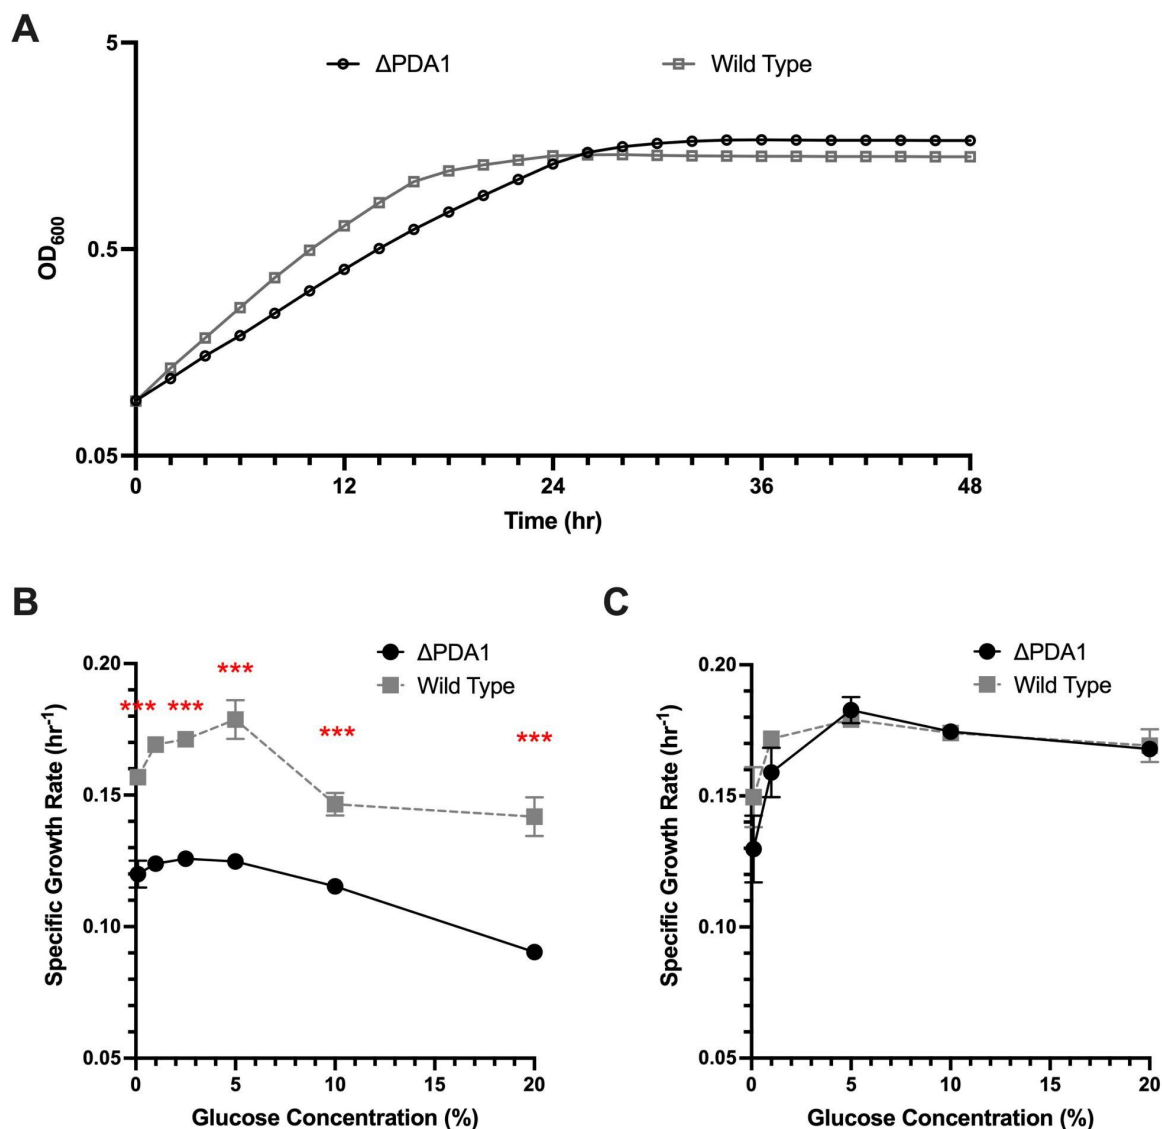 A
5
ΔPDA1
Wild Type
OD600
0.5
0.05
0
12
24
36
48
Time (hr)
B
ΔPDA1
Wild Type
0.20
***
***
***
***
***
Specific Growth Rate (hr-1)
0.15
0.10
0.05
0
5
10
15
20
Glucose Concentration (%)
C
ΔPDA1
Wild Type
0.20
Specific Growth Rate (hr-1)
0.15
0.10
0.05
0
5
10
15
20
Glucose Concentration (%)